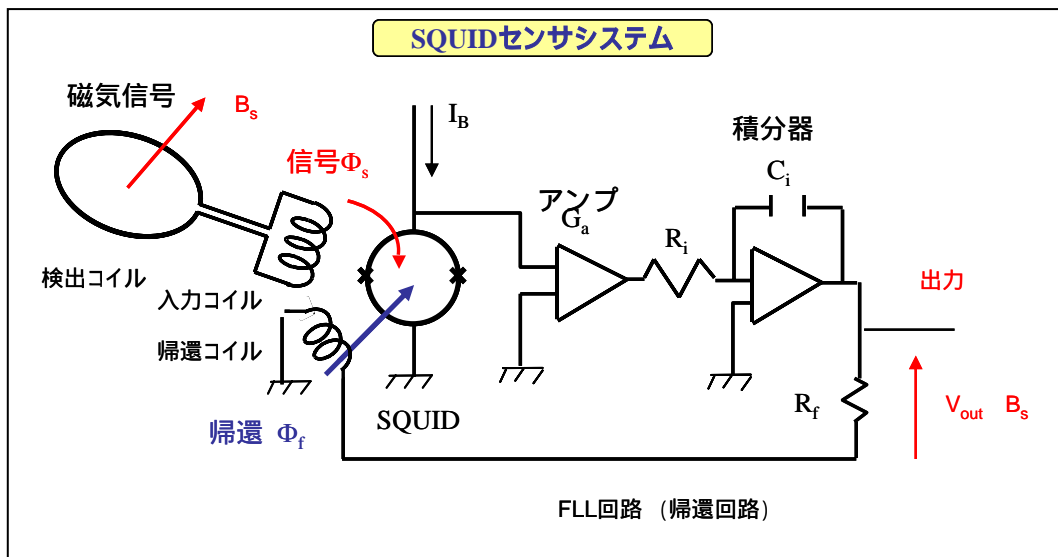 SQUIDセンサシステム
磁気信号
Bs
IB
信号Φs
積分器
Ci
アンプ
Ga
Ri
検出コイル
入力コイル
出力
帰還コイル
Rf
Vout Bs
SQUID
帰還 Φf
FLL回路 (帰還回路)